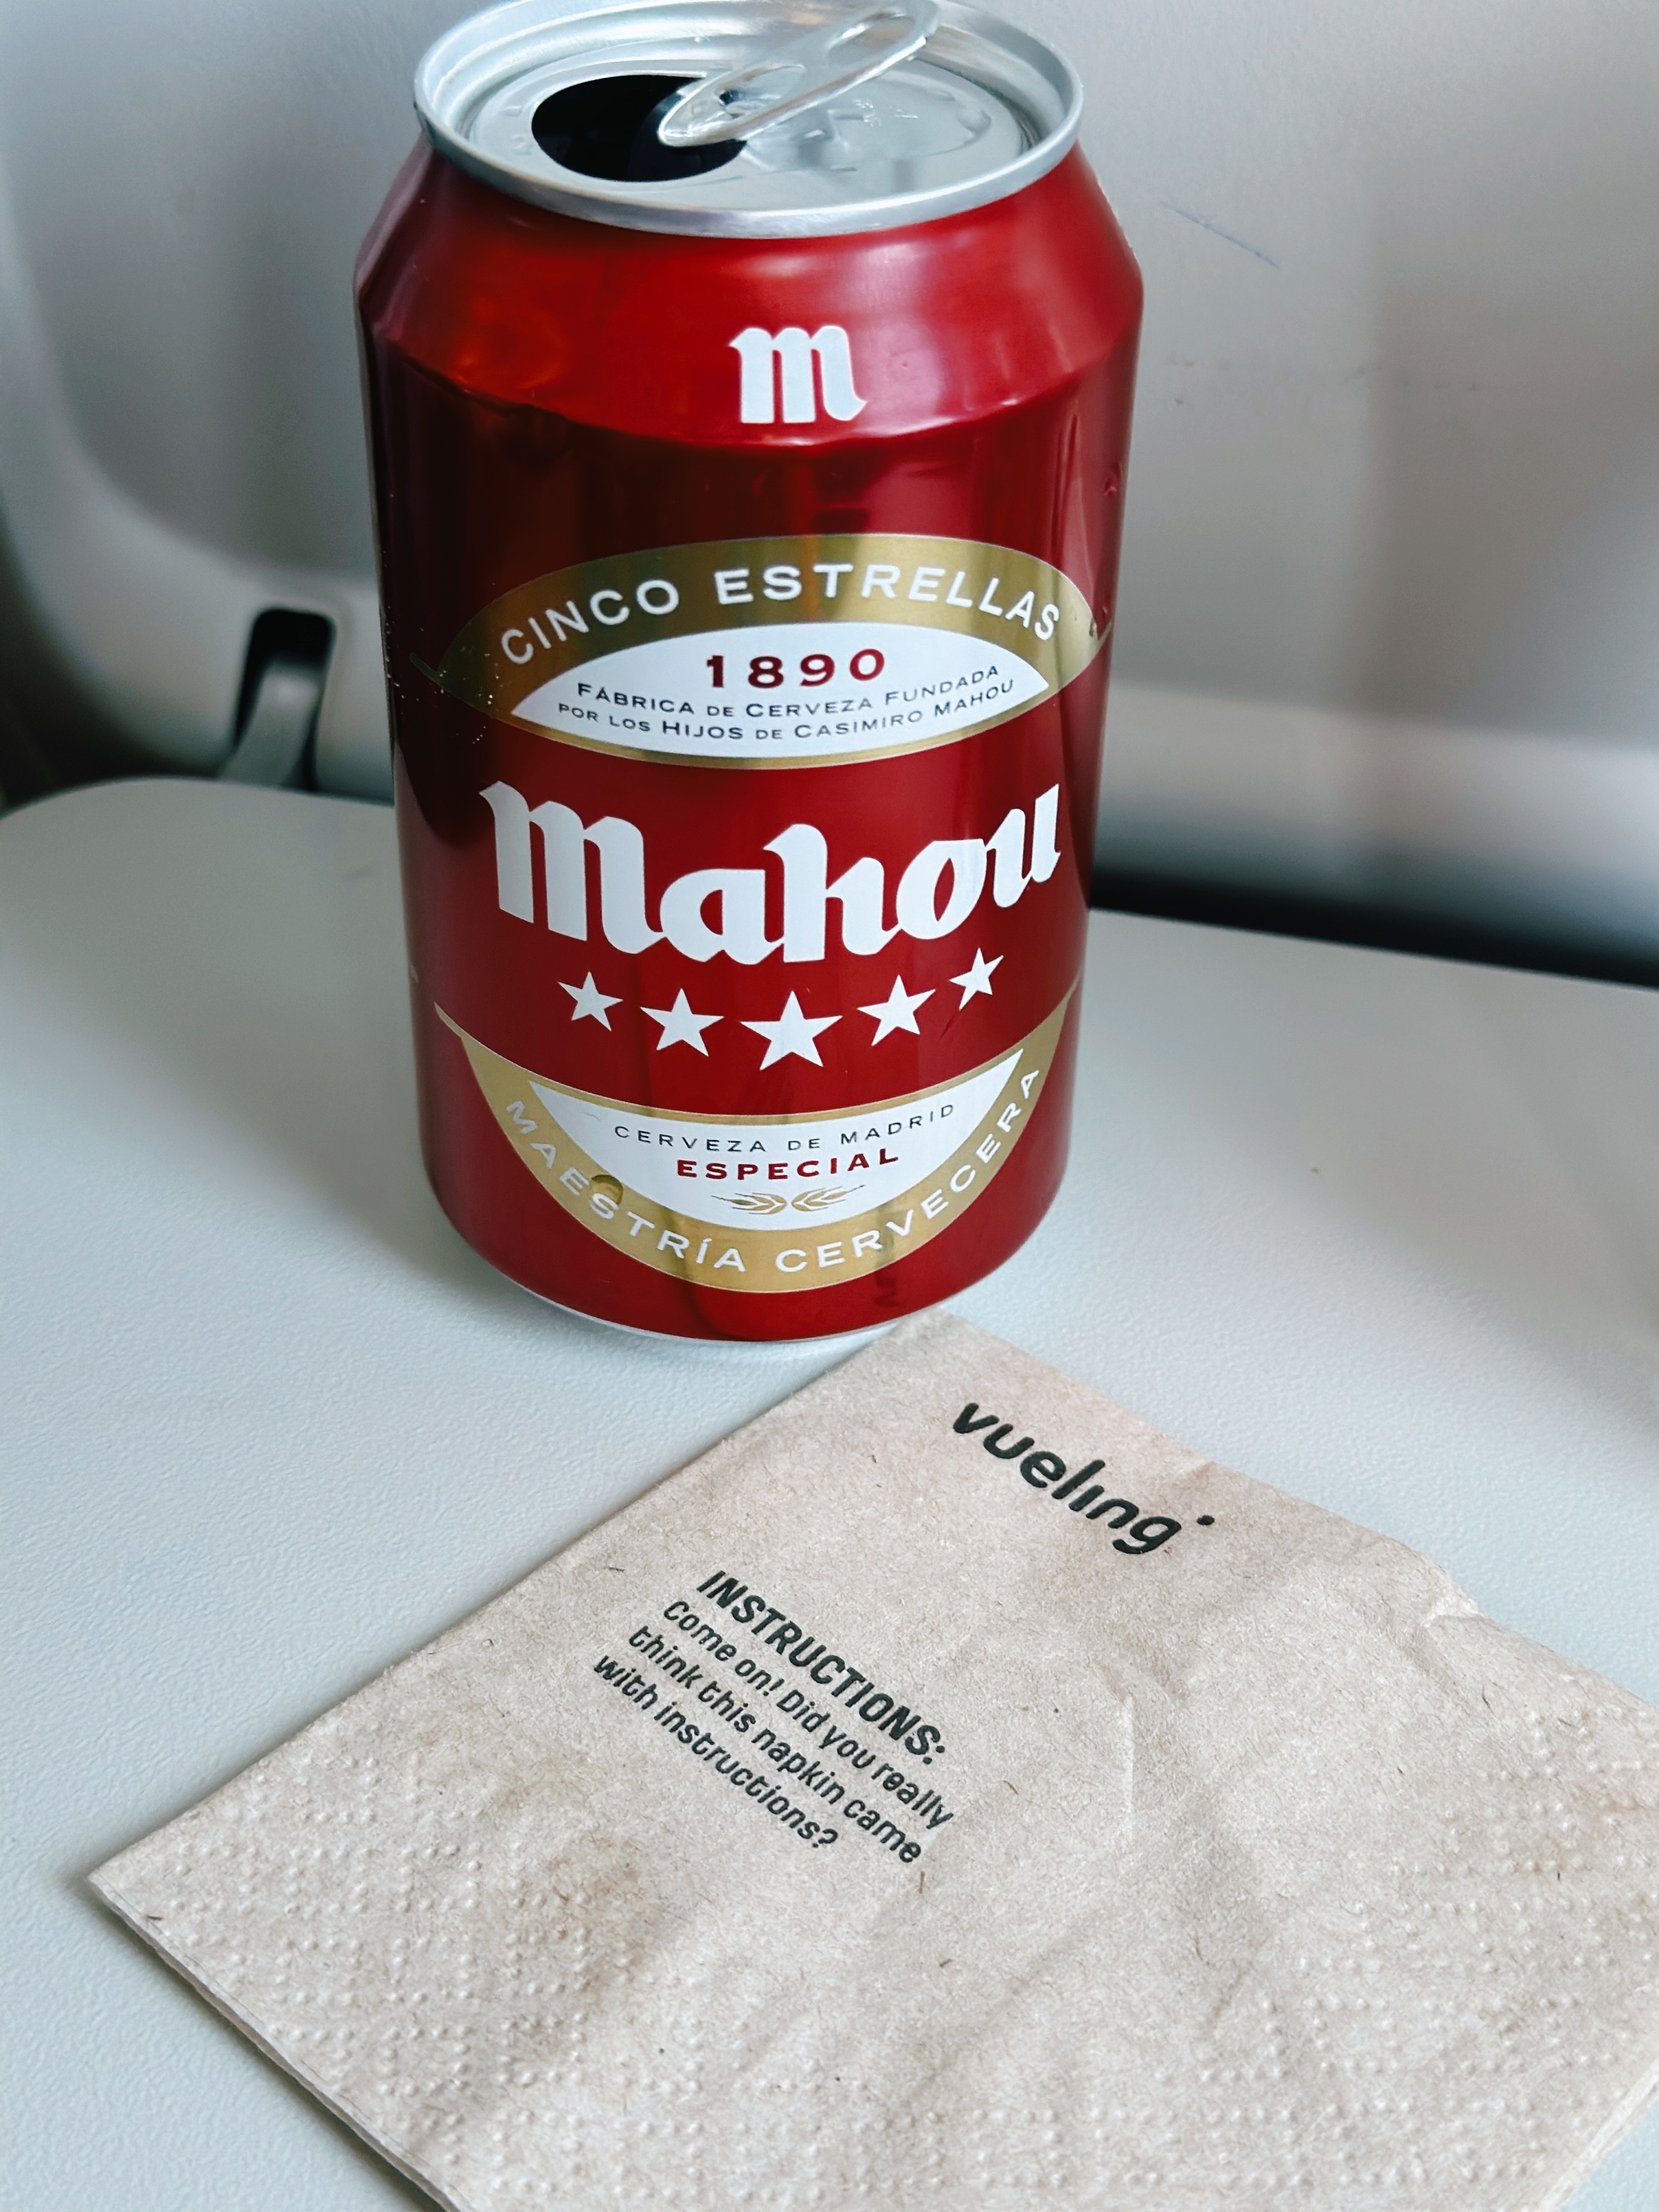 m
CINCO ESTRELLAS
1890
FÁBRICA DE CERVEZA FUNDADA
POR LOS HIJOS DE CASIMIRO MAHOU
Mahou
CERVEZA DE MADRID
ESPECIAL
MAESTRÍA CERVECERA
vueling
INSTRUCTIONS:
Come on! Did you really
think this napkin came
with instructions?